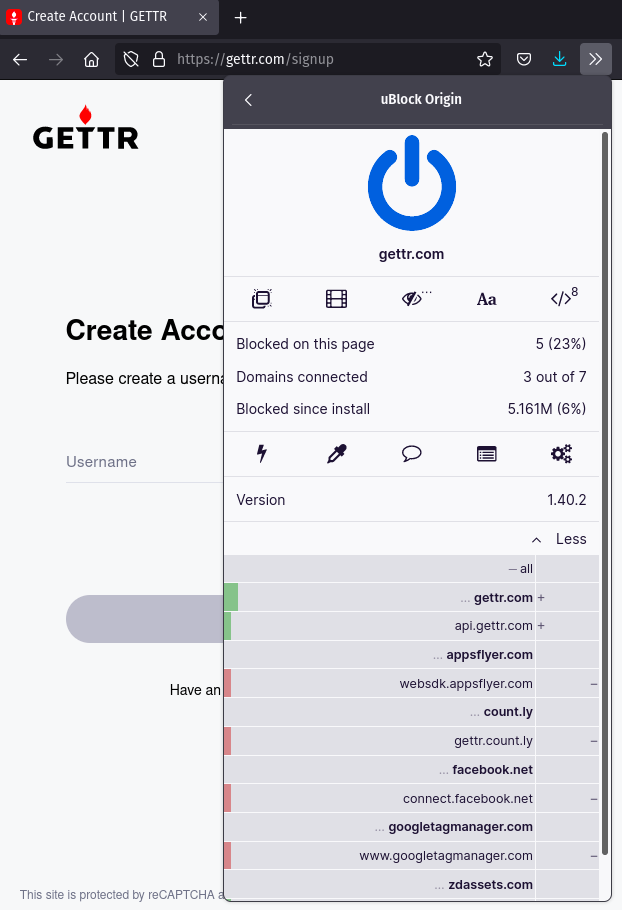 Create Account | GETTR
https://gettr.com/signup
GETTR
Create Acco
Please create a userna
Username
Have an
This site is protected by reCAPTCHA a
uBlock Origin
gettr.com
... Aa 8
Blocked on this page 5 (23%)
Domains connected 3 out of 7
Blocked since install 5.161M (6%)
Version 1.40.2
Less
– all
... gettr.com +
api.gettr.com +
... appsflyer.com
websdk.appsflyer.com –
... count.ly
gettr.count.ly –
... facebook.net
connect.facebook.net –
... googletagmanager.com
www.googletagmanager.com –
... zdassets.com